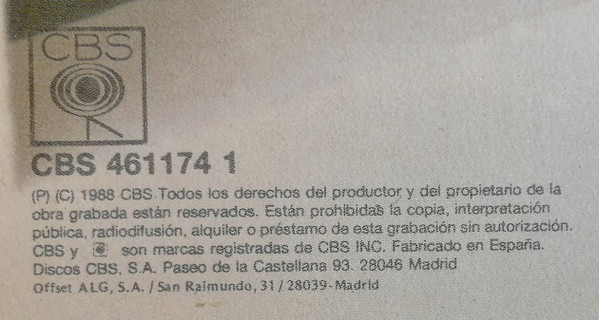 CBS
CBS 461174 1
(P) (C) 1988 CBS Todos los derechos del productor y del propietario de la
obra grabada están reservados. Están prohibidas la copia, interpretación
pública, radiodifusión, alquiler o préstamo de esta grabación sin autorización.
CBS y son marcas registradas de CBS INC. Fabricado en España.
Discos CBS, S.A. Paseo de la Castellana 93. 28046 Madrid
Offset ALG, S.A. / San Raimundo, 31 / 28039-Madrid